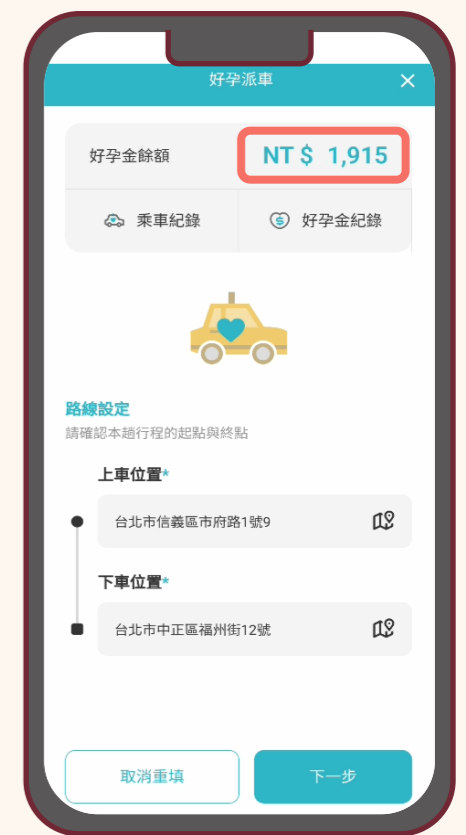 好孕派車
好孕金餘額 NT $ 1,915
乘車紀錄 好孕金紀錄
路線設定
請確認本趟行程的起點與終點
上車位置*
台北市信義區市府路1號9
下車位置*
台北市中正區福州街12號
取消重填 下一步